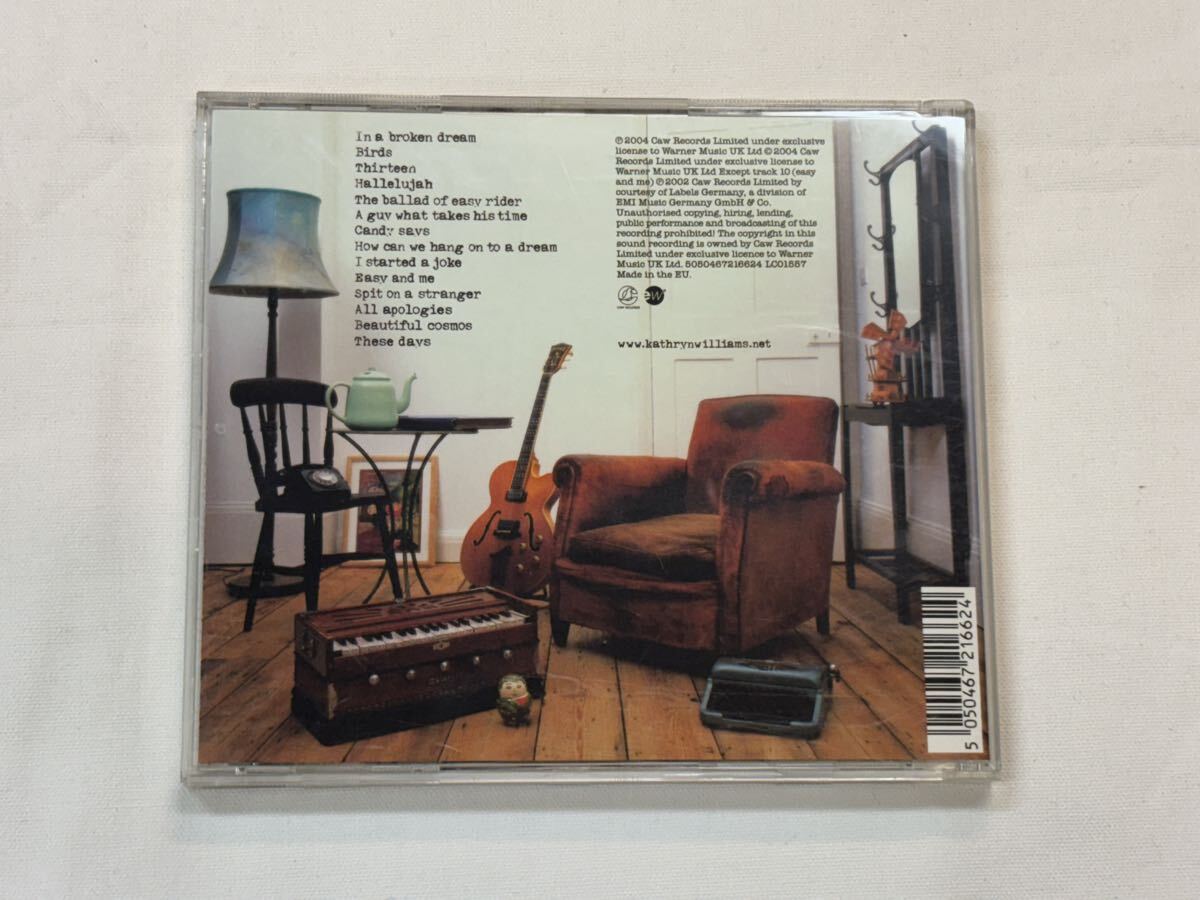 In a broken dream
Birds
Thirteen
Hallelujah
The ballad of easy rider
A guy what takes his time
Candy says
How can we hang on to a dream
I started a joke
Easy and me
Spit on a stranger
All apologies
Beautiful cosmos
These days
℗ 2004 Caw Records Limited under exclusive
license to Warner Music UK Ltd © 2004 Caw
Records Limited under exclusive license to
Warner Music UK Ltd Except track 10 (easy
and me) ℗ 2002 Caw Records Limited by
courtesy of Labels Germany, a division of
EMI Music Germany GmbH & Co.
Unauthorised copying, hiring, lending,
public performance and broadcasting of this
recording prohibited! The copyright in this
sound recording is owned by Caw Records
Limited under exclusive licence to Warner
Music UK Ltd. 5050467216624 LC01557
Made in the EU.
CAW RECORDS
ew
www.kathrynwilliams.net
5 050467 216624